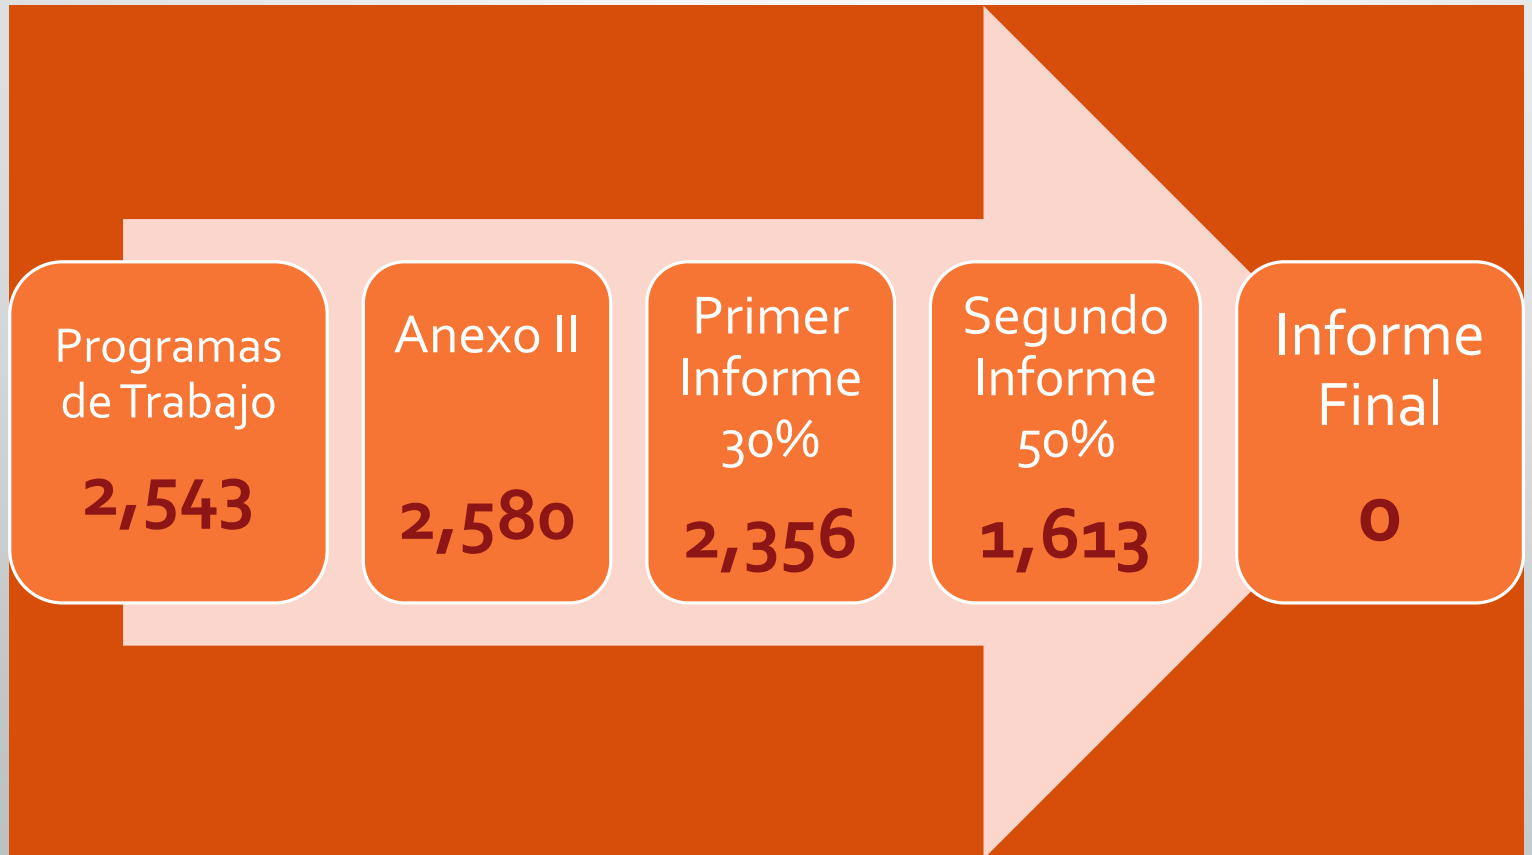 Programas
de Trabajo
2,543
Anexo II
2,580
Primer
Informe
30%
2,356
Segundo
Informe
50%
1,613
Informe
Final
0